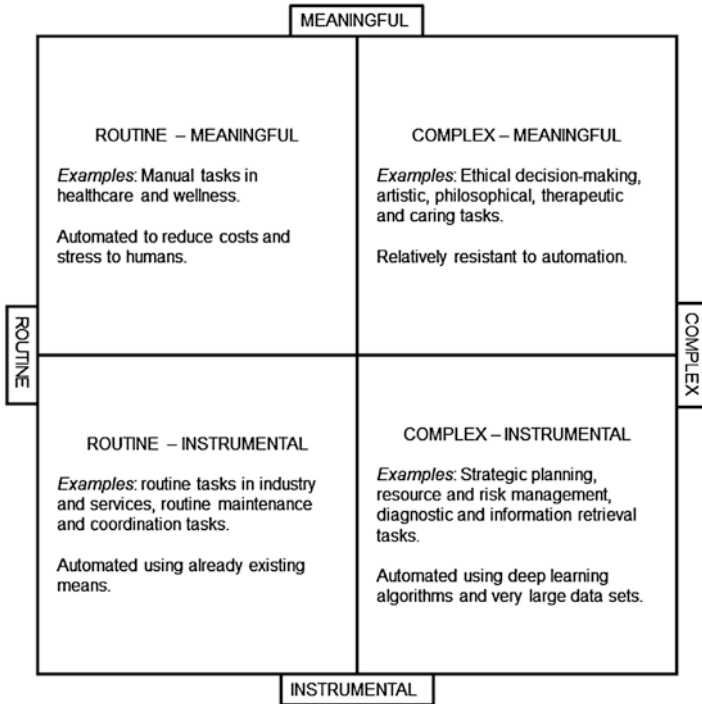 MEANINGFUL
ROUTINE – MEANINGFUL
Examples: Manual tasks in
healthcare and wellness.
Automated to reduce costs and
stress to humans.
COMPLEX – MEANINGFUL
Examples: Ethical decision-making,
artistic, philosophical, therapeutic
and caring tasks.
Relatively resistant to automation.
ROUTINE
COMPLEX
ROUTINE – INSTRUMENTAL
Examples: routine tasks in industry
and services, routine maintenance
and coordination tasks.
Automated using already existing
means.
COMPLEX – INSTRUMENTAL
Examples: Strategic planning,
resource and risk management,
diagnostic and information retrieval
tasks.
Automated using deep learning
algorithms and very large data sets.
INSTRUMENTAL